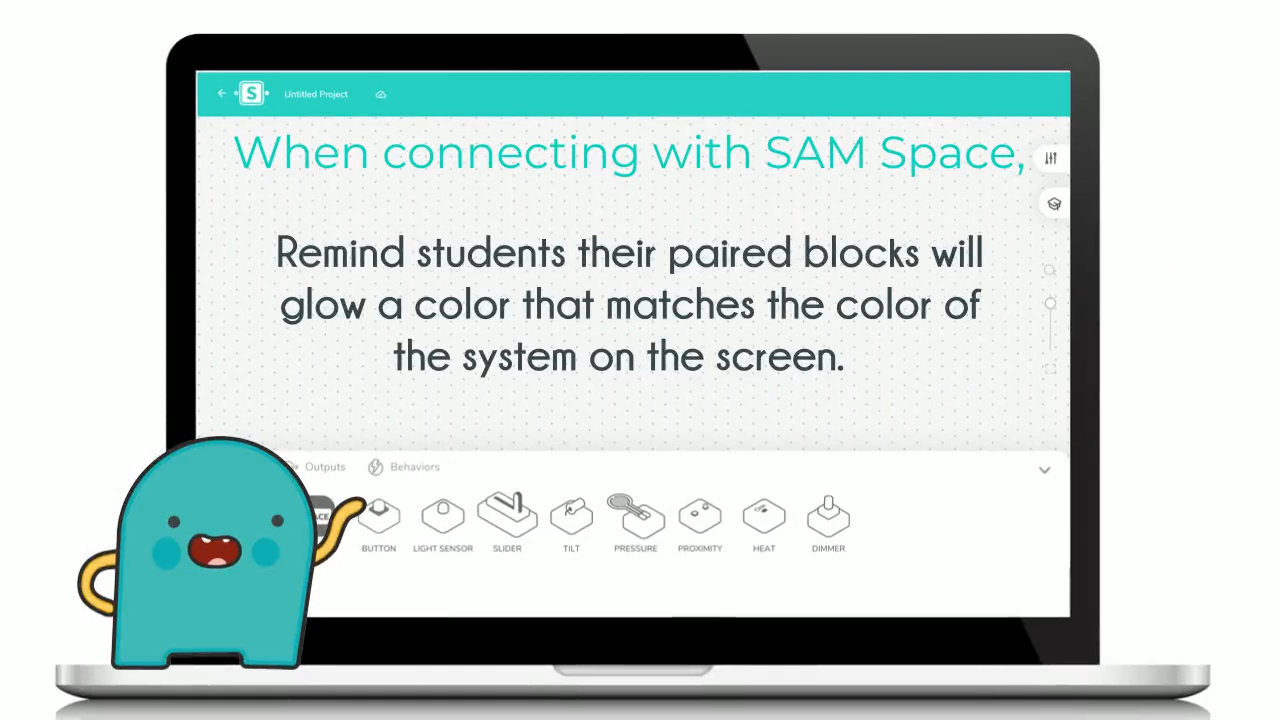 S
Untitled Project
When connecting with SAM Space,
Remind students their paired blocks will
glow a color that matches the color of
the system on the screen.
Outputs Behaviors
BUTTON LIGHT SENSOR SLIDER TILT PRESSURE PROXIMITY HEAT DIMMER